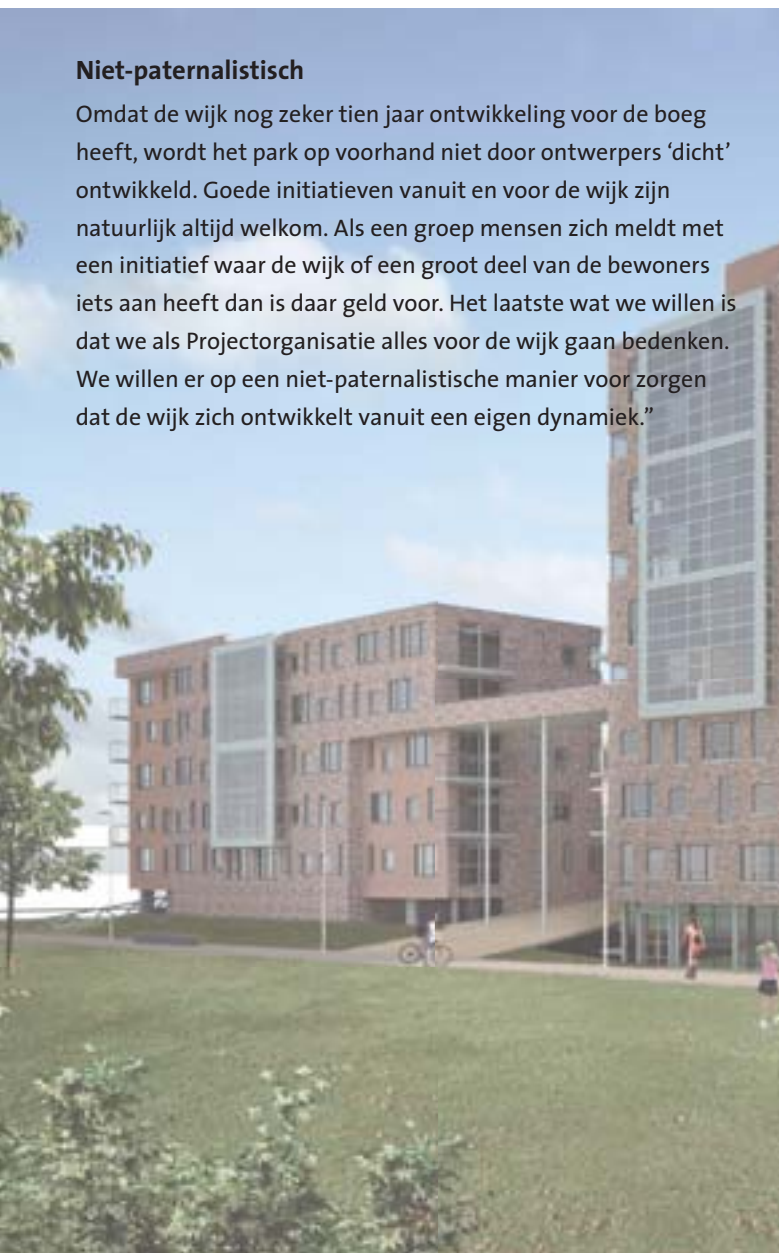 Niet-paternalistisch
Omdat de wijk nog zeker tien jaar ontwikkeling voor de boeg
heeft, wordt het park op voorhand niet door ontwerpers ‘dicht’
ontwikkeld. Goede initiatieven vanuit en voor de wijk zijn
natuurlijk altijd welkom. Als een groep mensen zich meldt met
een initiatief waar de wijk of een groot deel van de bewoners
iets aan heeft dan is daar geld voor. Het laatste wat we willen is
dat we als Projectorganisatie alles voor de wijk gaan bedenken.
We willen er op een niet-paternalistische manier voor zorgen
dat de wijk zich ontwikkelt vanuit een eigen dynamiek.”